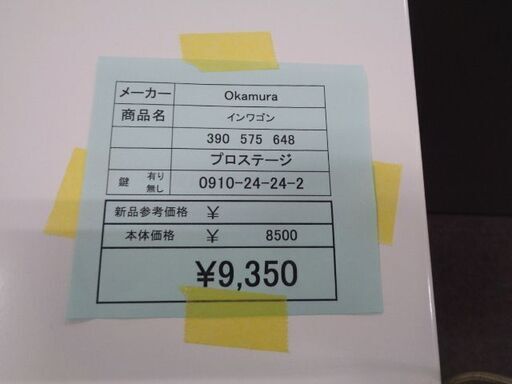 メーカー Okamura
商品名 インワゴン
390 575 648
プロステージ
鍵 有り 無し 0910-24-24-2
新品参考価格 ¥
本体価格 ¥ 8500
¥9,350